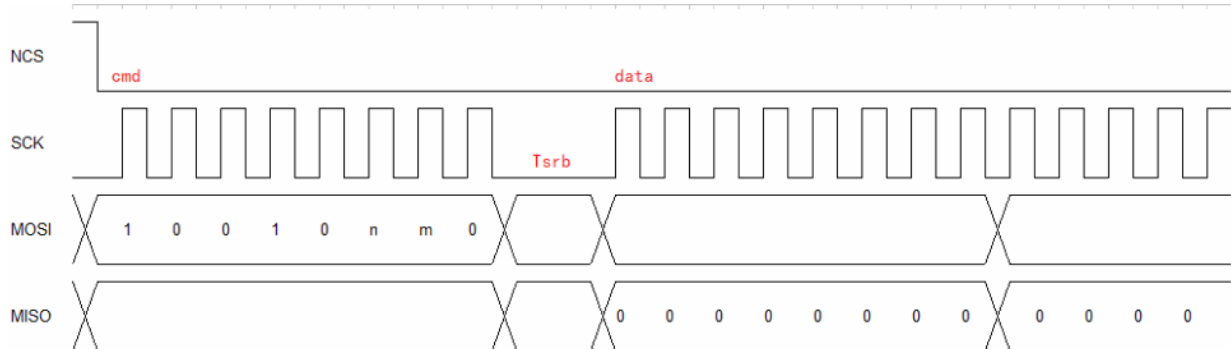 NCS
cmd data
SCK
Tsrb
MOSI 1 0 0 1 0 n m 0
MISO 0 0 0 0 0 0 0 0 0 0 0 0